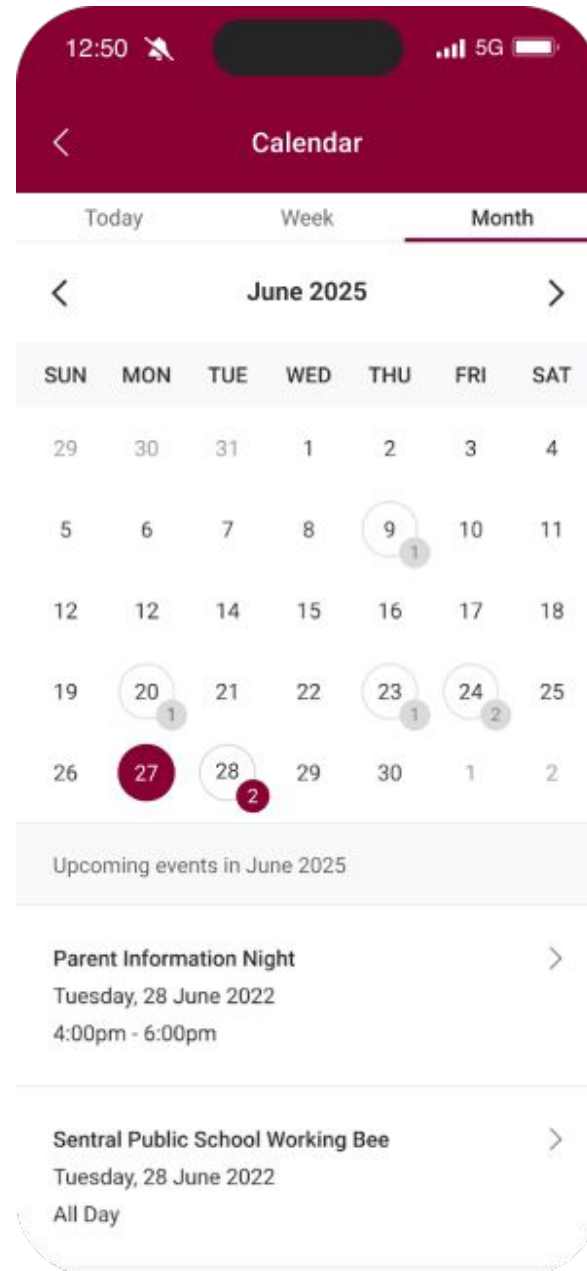 12:50 5G
Calendar
Today Week Month
June 2025
SUN MON TUE WED THU FRI SAT
29 30 31 1 2 3 4
5 6 7 8 9 10 11
1
12 12 14 15 16 17 18
19 20 21 22 23 24 25
1 1 2
26 27 28 29 30 1 2
2
Upcoming events in June 2025
Parent Information Night
Tuesday, 28 June 2022
4:00pm - 6:00pm
Sentral Public School Working Bee
Tuesday, 28 June 2022
All Day